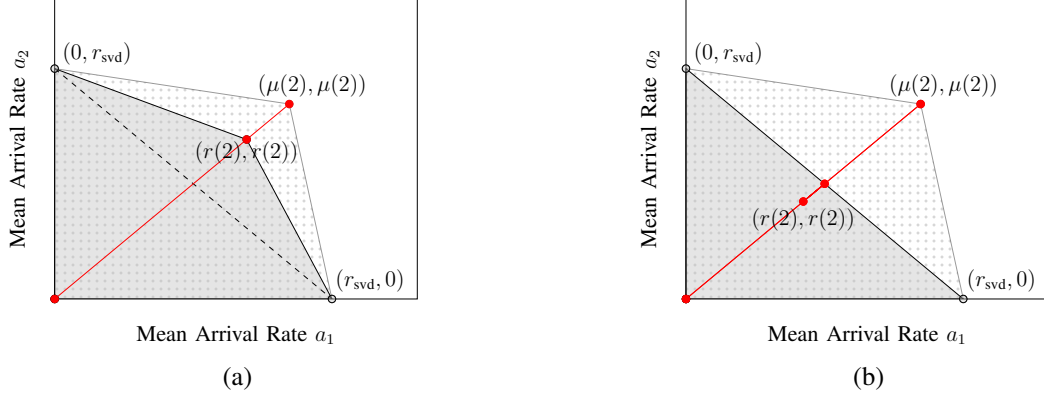 (0, r_svd)
(μ(2), μ(2))
(r(2), r(2))
(r_svd, 0)
Mean Arrival Rate a_2
Mean Arrival Rate a_1
(a)
(0, r_svd)
(μ(2), μ(2))
(r(2), r(2))
(r_svd, 0)
Mean Arrival Rate a_2
Mean Arrival Rate a_1
(b)